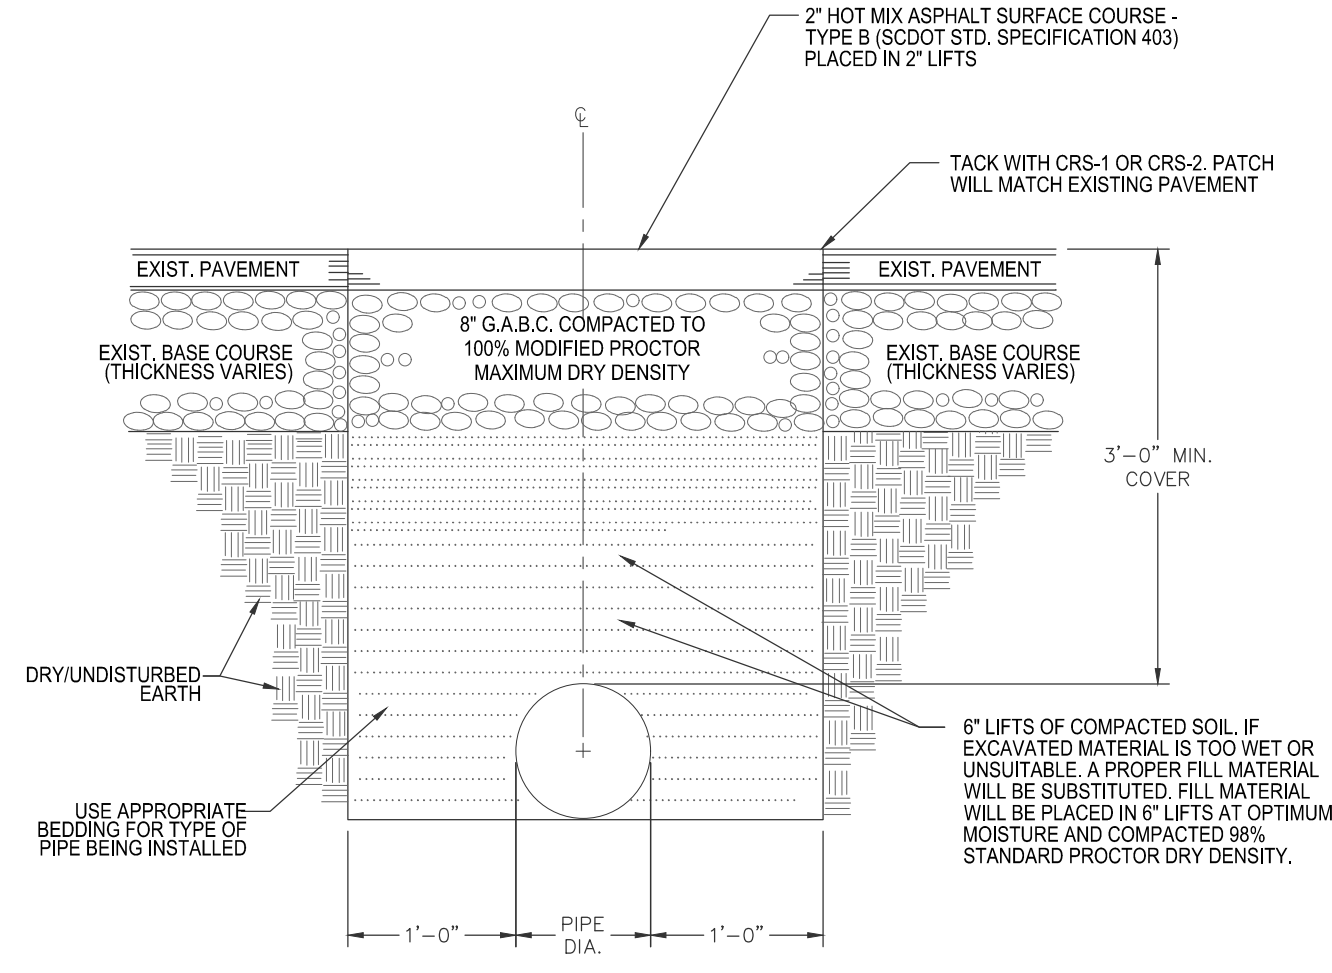 2" HOT MIX ASPHALT SURFACE COURSE -
TYPE B (SCDOT STD. SPECIFICATION 403)
PLACED IN 2" LIFTS
℄
TACK WITH CRS-1 OR CRS-2. PATCH
WILL MATCH EXISTING PAVEMENT
EXIST. PAVEMENT
EXIST. PAVEMENT
8" G.A.B.C. COMPACTED TO
100% MODIFIED PROCTOR
MAXIMUM DRY DENSITY
EXIST. BASE COURSE
(THICKNESS VARIES)
EXIST. BASE COURSE
(THICKNESS VARIES)
3'-0" MIN.
COVER
DRY/UNDISTURBED
EARTH
6" LIFTS OF COMPACTED SOIL. IF
EXCAVATED MATERIAL IS TOO WET OR
UNSUITABLE. A PROPER FILL MATERIAL
WILL BE SUBSTITUTED. FILL MATERIAL
WILL BE PLACED IN 6" LIFTS AT OPTIMUM
MOISTURE AND COMPACTED 98%
STANDARD PROCTOR DRY DENSITY.
USE APPROPRIATE
BEDDING FOR TYPE OF
PIPE BEING INSTALLED
1'-0"
PIPE
DIA.
1'-0"